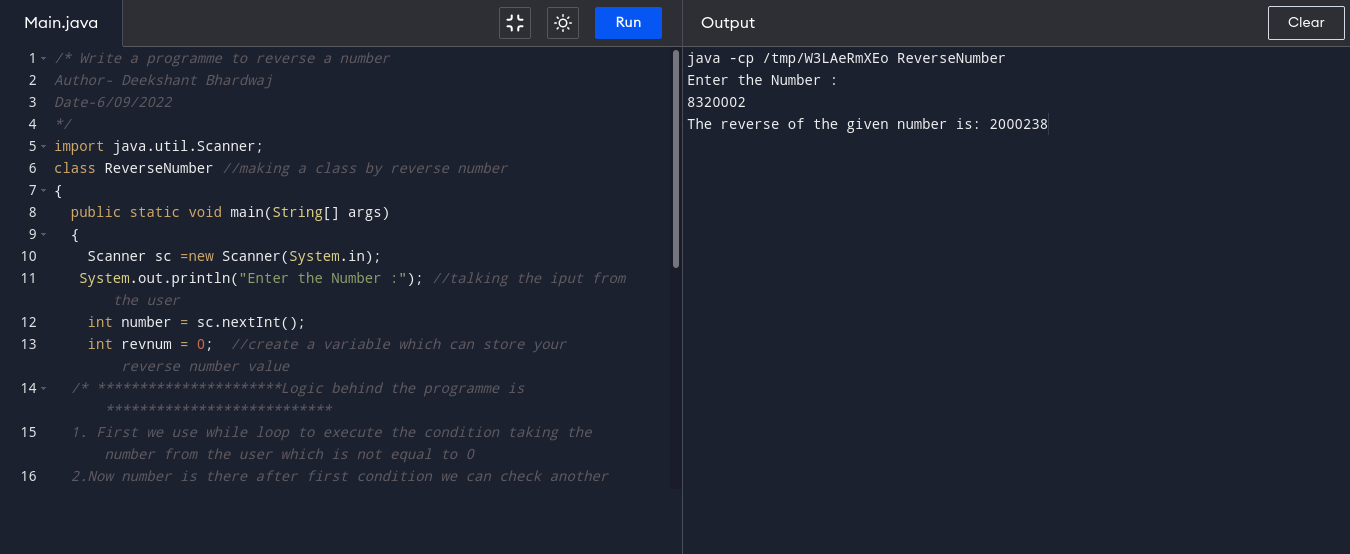 Main.java
Run
Output
Clear
1 /* Write a programme to reverse a number
2 Author- Deekshant Bhardwaj
3 Date-6/09/2022
4 */
5 import java.util.Scanner;
6 class ReverseNumber //making a class by reverse number
7 {
8 public static void main(String[] args)
9 {
10 Scanner sc =new Scanner(System.in);
11 System.out.println("Enter the Number :"); //talking the iput from
the user
12 int number = sc.nextInt();
13 int revnum = 0;  //create a variable which can store your
reverse number value
14 /* **********************Logic behind the programme is
***************************
15 1. First we use while loop to execute the condition taking the
number from the user which is not equal to 0
16 2.Now number is there after first condition we can check another
java -cp /tmp/W3LAeRmXEo ReverseNumber
Enter the Number :
8320002
The reverse of the given number is: 2000238